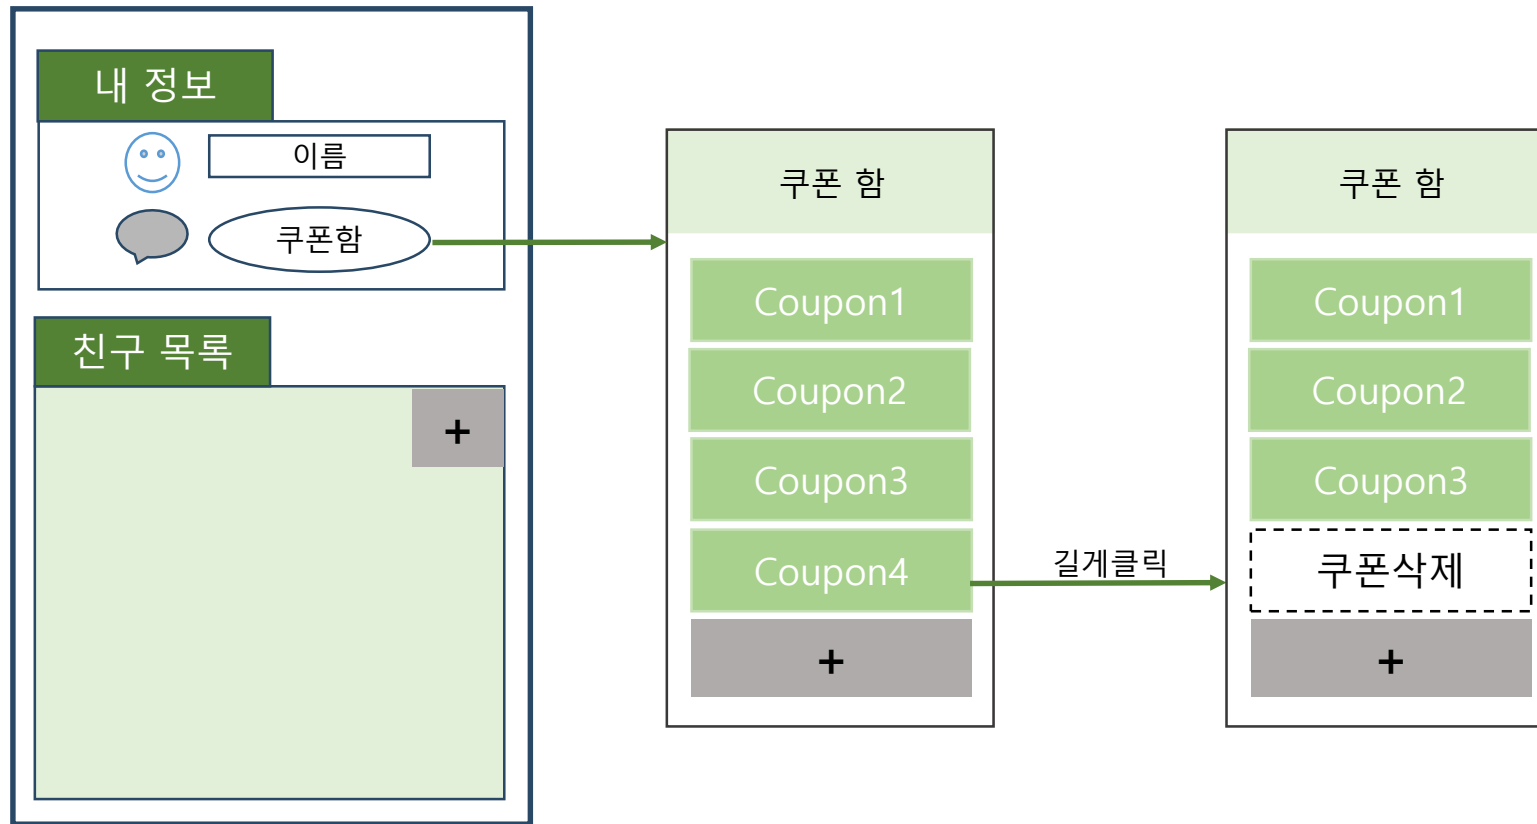 내 정보
이름
쿠폰함
친구 목록
+
쿠폰 함
Coupon1
Coupon2
Coupon3
Coupon4
+
길게클릭
쿠폰 함
Coupon1
Coupon2
Coupon3
쿠폰삭제
+